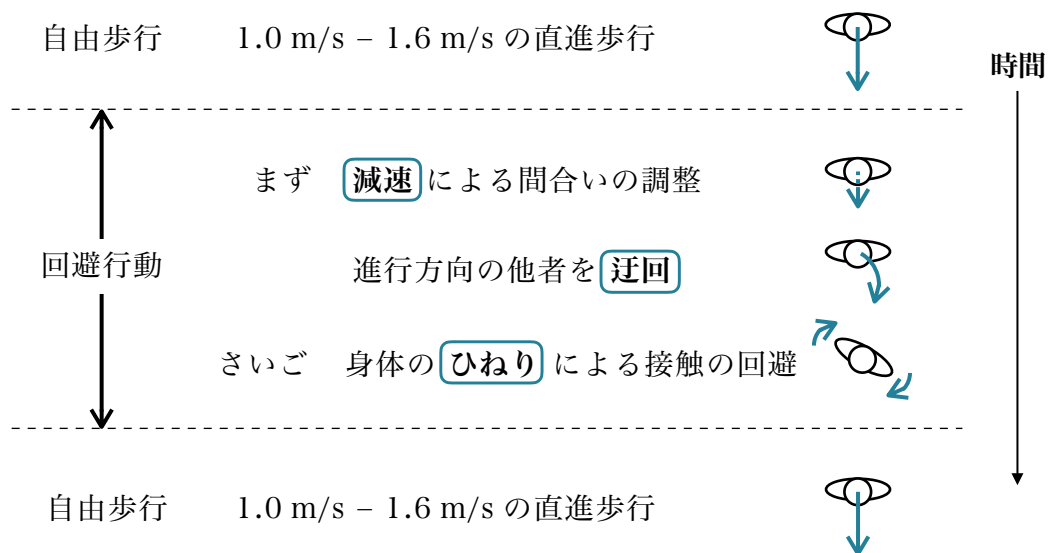 自由歩行 1.0 m/s – 1.6 m/s の直進歩行
時間
まず 減速による間合いの調整
回避行動
進行方向の他者を迂回
さいご 身体のひねりによる接触の回避
自由歩行 1.0 m/s – 1.6 m/s の直進歩行